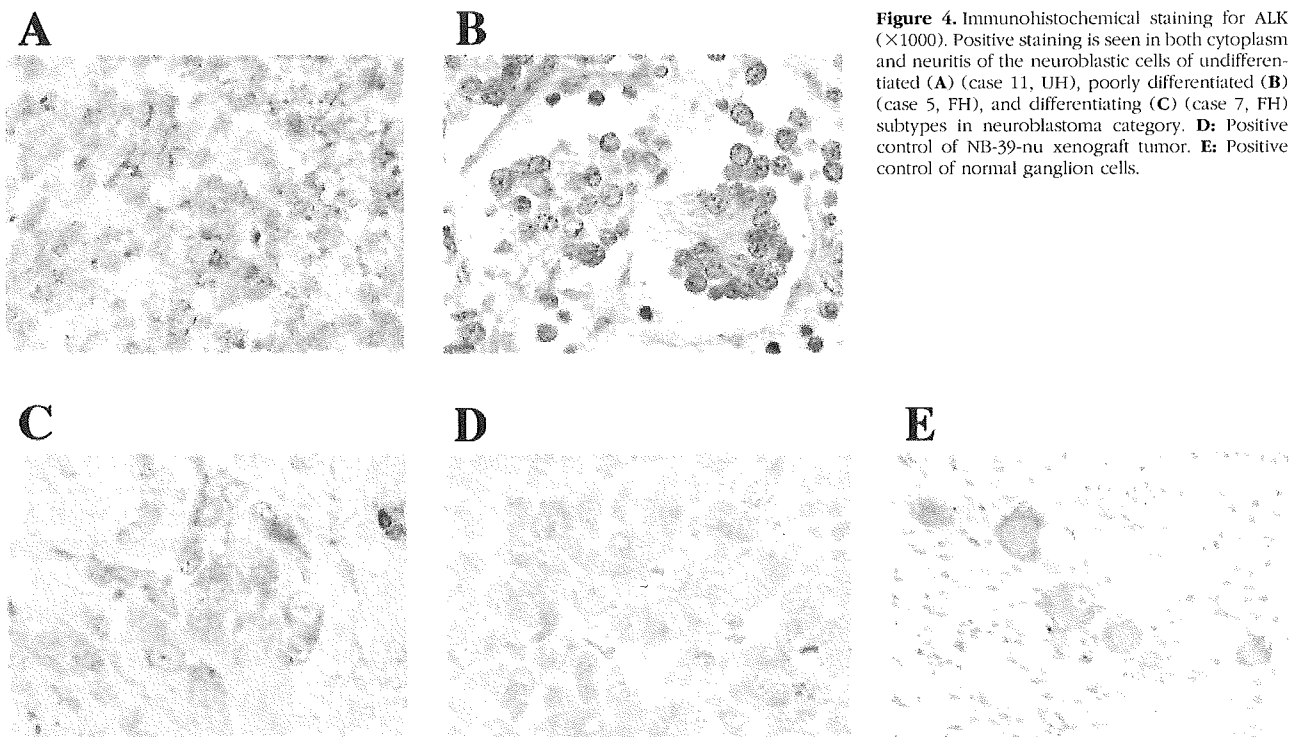 A
B
Figure 4. Immunohistochemical staining for ALK
(×1000). Positive staining is seen in both cytoplasm
and neuritis of the neuroblastic cells of undifferen-
tiated (A) (case 11, UH), poorly differentiated (B)
(case 5, FH), and differentiating (C) (case 7, FH)
subtypes in neuroblastoma category. D: Positive
control of NB-39-nu xenograft tumor. E: Positive
control of normal ganglion cells.
C
D
E